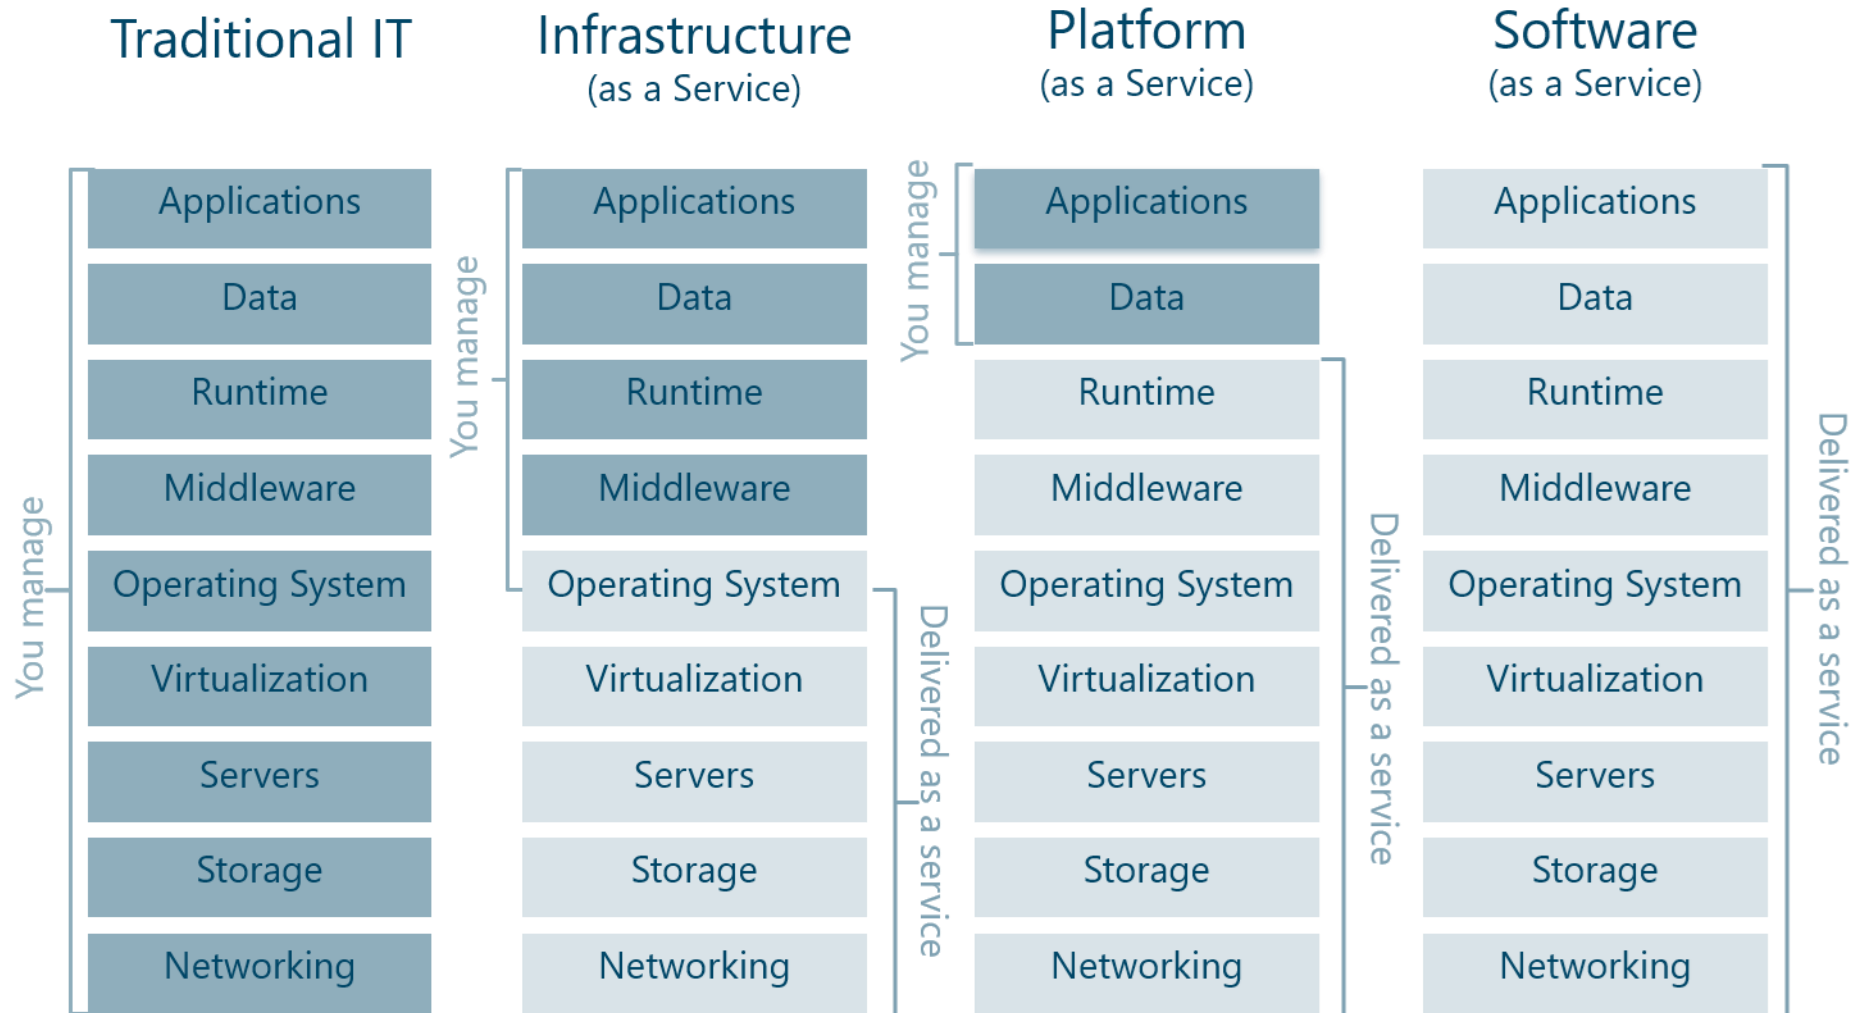 Traditional IT
You manage
Applications
Data
Runtime
Middleware
Operating System
Virtualization
Servers
Storage
Networking
Infrastructure
(as a Service)
You manage
Applications
Data
Runtime
Middleware
Operating System
Virtualization
Servers
Storage
Networking
Delivered as a service
Platform
(as a Service)
You manage
Applications
Data
Runtime
Middleware
Operating System
Virtualization
Servers
Storage
Networking
Delivered as a service
Software
(as a Service)
Applications
Data
Runtime
Middleware
Operating System
Virtualization
Servers
Storage
Networking
Delivered as a service